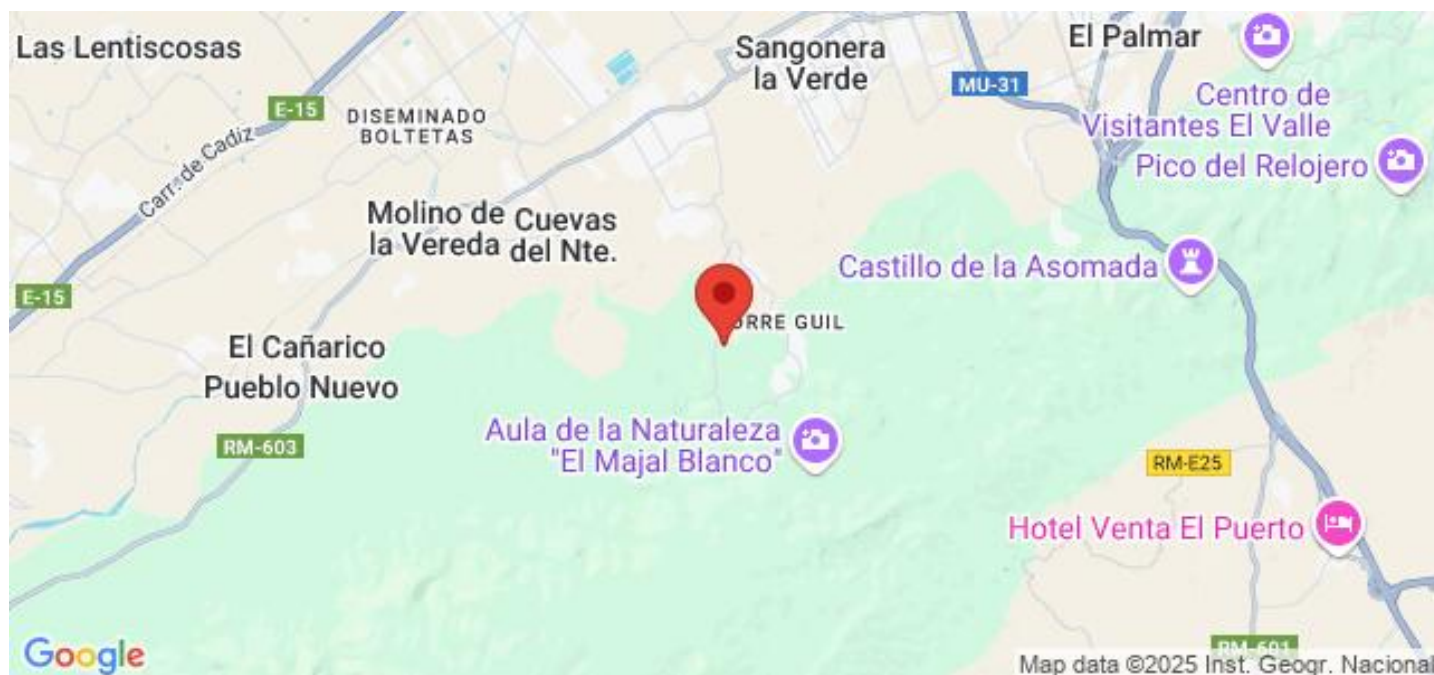 Las Lentiscosas
Sangonera
la Verde
El Palmar
MU-31
E-15
DISEMINADO
BOLTETAS
Centro de
Visitantes El Valle
Pico del Relojero
Carr. de Cadiz
Molino de
la Vereda
Cuevas
del Nte.
Castillo de la Asomada
E-15
ORRE GUIL
El Cañarico
Pueblo Nuevo
RM-603
Aula de la Naturaleza
"El Majal Blanco"
RM-E25
Hotel Venta El Puerto
RM-601
Google
Map data ©2025 Inst. Geogr. Nacional